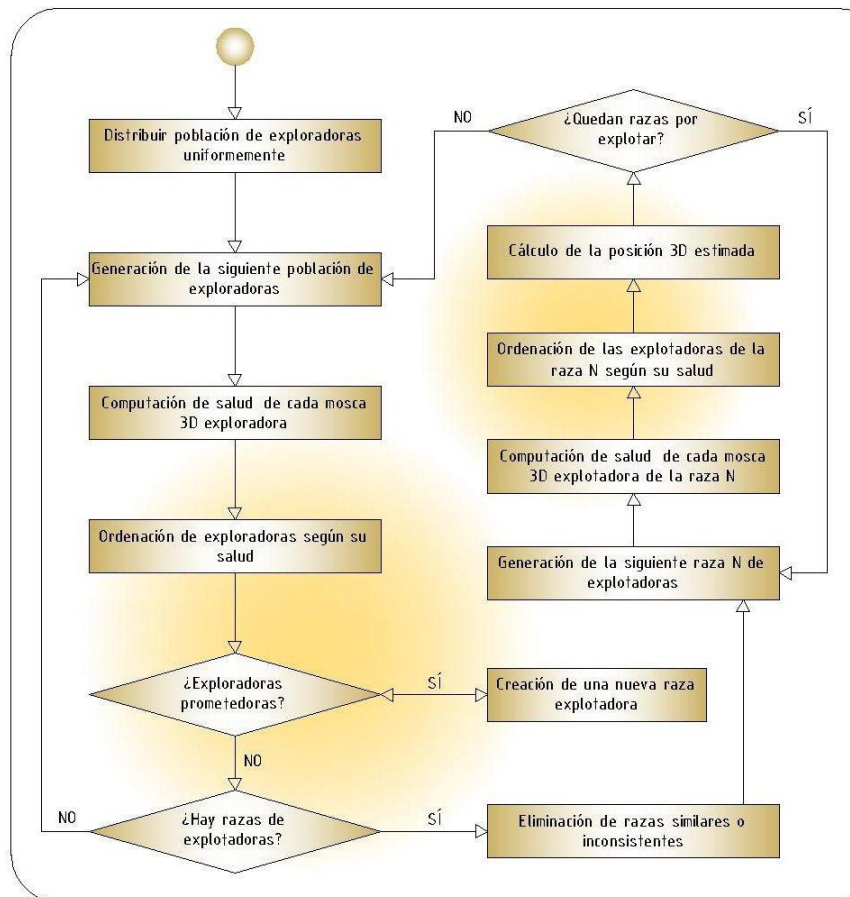 Distribuir población de exploradoras
uniformemente
Generación de la siguiente población de
exploradoras
Computación de salud de cada mosca
3D exploradora
Ordenación de exploradoras según su
salud
¿Exploradoras
prometedoras?
SÍ
Creación de una nueva raza
explotadora
NO
¿Hay razas de
explotadoras?
NO
SÍ
Eliminación de razas similares o
inconsistentes
Generación de la siguiente raza N de
explotadoras
Computación de salud de cada mosca
3D explotadora de la raza N
Ordenación de las explotadoras de la
raza N según su salud
Cálculo de la posición 3D estimada
¿Quedan razas por
explotar?
NO
SÍ